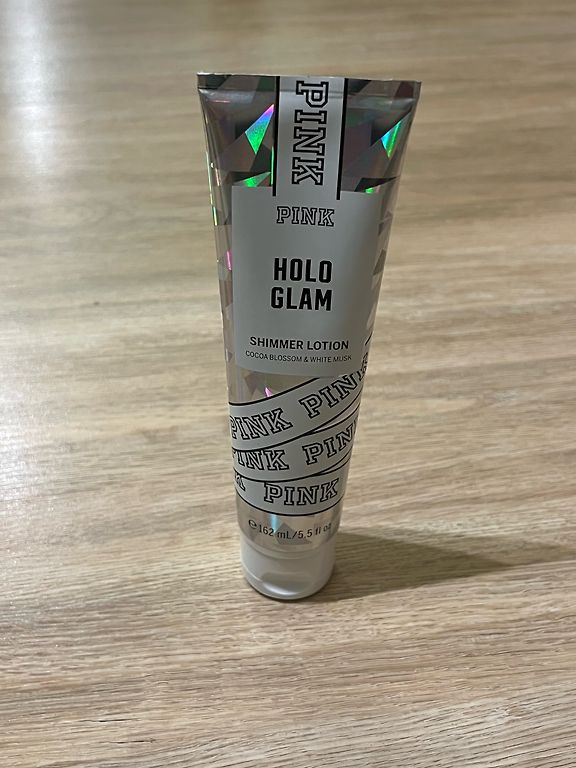 PINK
PINK
HOLO
GLAM
SHIMMER LOTION
COCOA BLOSSOM & WHITE MUSK
PINK PINK
PINK PINK
K PINK
℮ 162 mL/5.5 fl oz